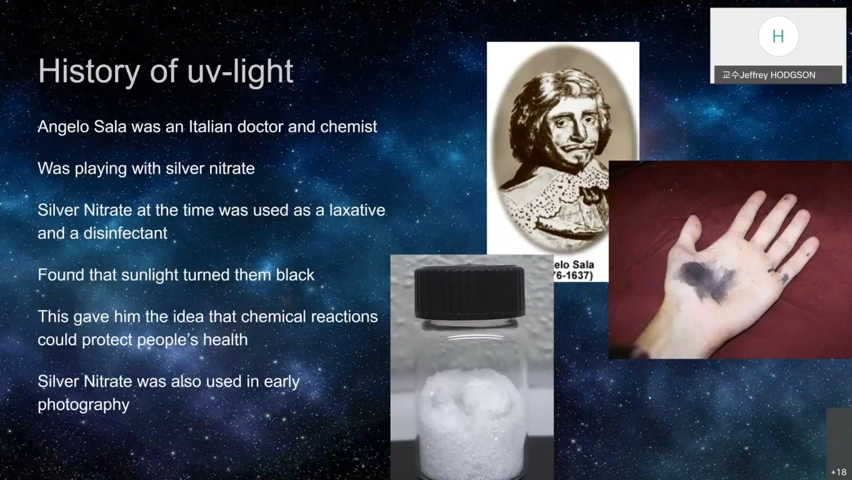 History of uv-light
Angelo Sala was an Italian doctor and chemist
Was playing with silver nitrate
Silver Nitrate at the time was used as a laxative
and a disinfectant
Found that sunlight turned them black
This gave him the idea that chemical reactions
could protect people's health
Silver Nitrate was also used in early
photography
elo Sala
76-1637)
H
교수Jeffrey HODGSON
+18